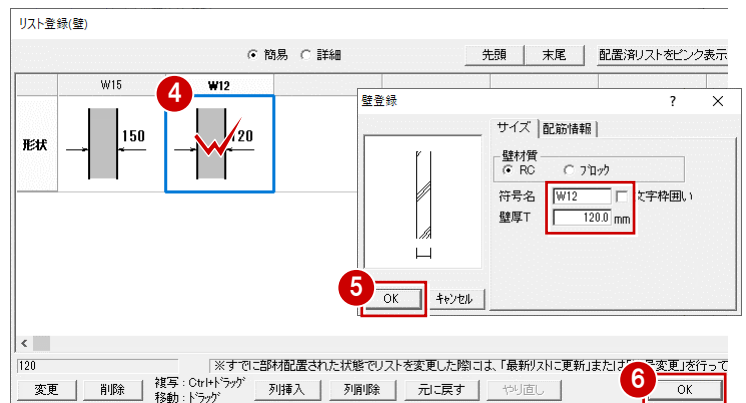 リスト登録(壁)
簡易 詳細 先頭 末尾 配置済リストをピンク表示
W15 W12
4
形状 150 20
壁登録 ? ×
サイズ 配筋情報
壁材質
RC ブロック
符号名 W12 文字枠囲い
壁厚T 120.0 mm
5
OK キャンセル
120 ※すでに部材配置された状態でリストを変更した際には、「最新リストに更新」または 変更」を行って
6
変更 削除 複写:Ctrl+ドラッグ 列挿入 列削除 元に戻す やり直し OK
移動:ドラッグ